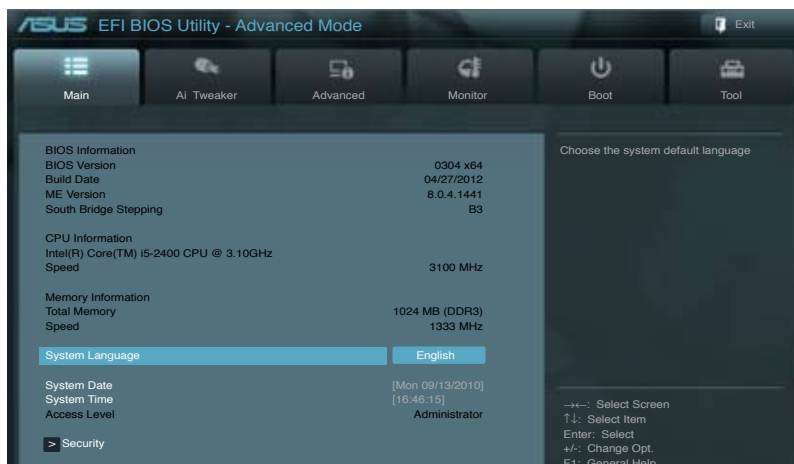 ASUS EFI BIOS Utility - Advanced Mode
Exit
Main Ai Tweaker Advanced Monitor Boot Tool
BIOS Information
BIOS Version 0304 x64
Build Date 04/27/2012
ME Version 8.0.4.1441
South Bridge Stepping B3
CPU Information
Intel(R) Core(TM) i5-2400 CPU @ 3.10GHz
Speed 3100 MHz
Memory Information
Total Memory 1024 MB (DDR3)
Speed 1333 MHz
System Language English
System Date [Mon 09/13/2010]
System Time [16:46:15]
Access Level Administrator
> Security
Choose the system default language
→←: Select Screen
↑↓: Select Item
Enter: Select
+/-: Change Opt.
F1: General Help